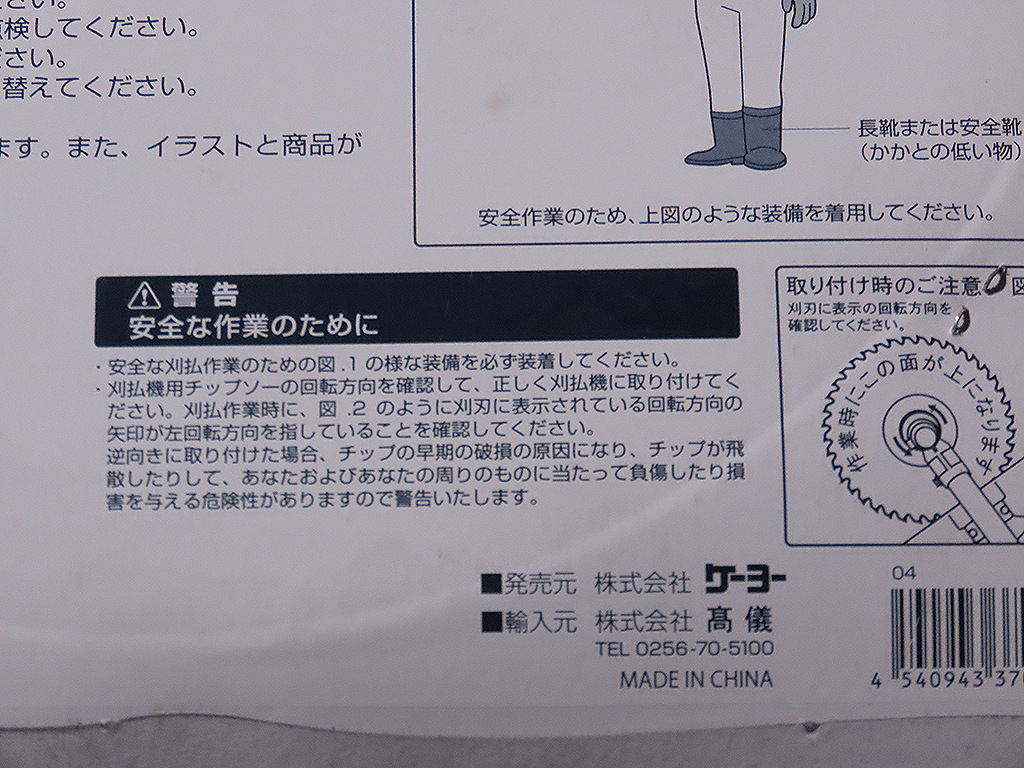 ださい。
点検してください。
ださい。
替えてください。
ます。また、イラストと商品が
長靴または安全靴
（かかとの低い物）
安全作業のため、上図のような装備を着用してください。
警告
安全な作業のために
・安全な刈払作業のための図.1の様な装備を必ず装着してください。
・刈払機用チップソーの回転方向を確認して、正しく刈払機に取り付けてく
ださい。刈払作業時に、図.2のように刈刃に表示されている回転方向の
矢印が左回転方向を指していることを確認してください。
逆向きに取り付けた場合、チップの早期の破損の原因になり、チップが飛
散したりして、あなたおよびあなたの周りのものに当たって負傷したり損
害を与える危険性がありますので警告いたします。
取り付け時のご注意 図
刈刃に表示の回転方向を
確認してください。
作業時にこの面が上になります
■発売元 株式会社 ケーヨー
■輸入元 株式会社 髙儀
TEL 0256-70-5100
MADE IN CHINA
04
4 540943 37